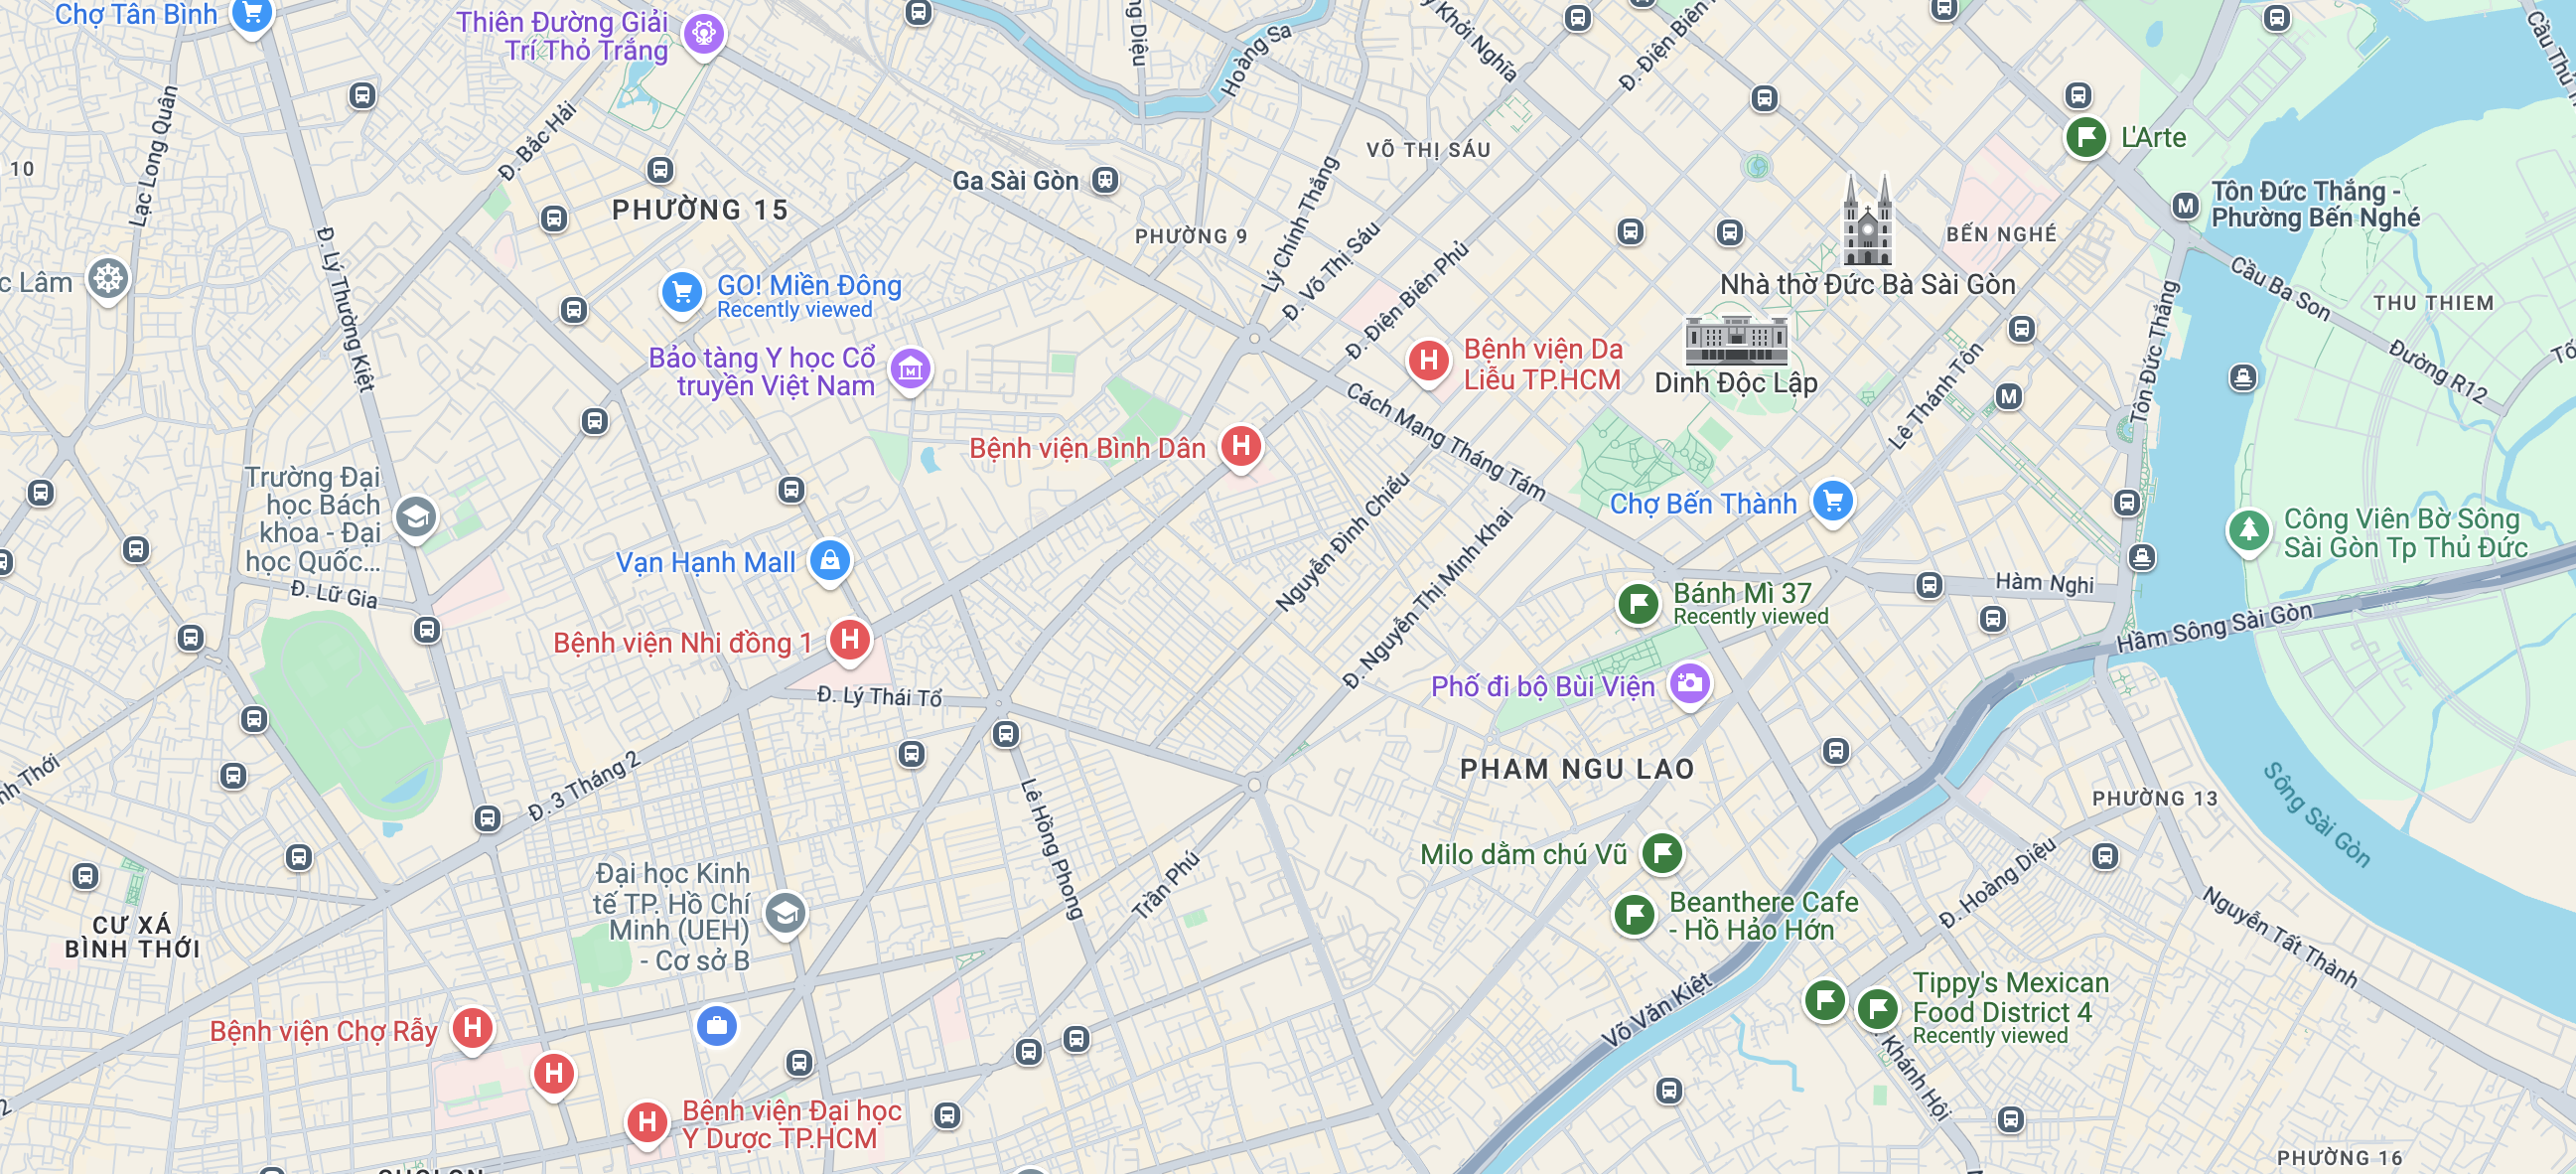 Chợ Tân Bình
Thiên Đường Giải
Trí Thỏ Trắng
Hoàng Sa
Đ. Điện Biên
Cầu Thủ T
L'Arte
Lạc Long Quân
Đ. Bắc Hải
10
Ga Sài Gòn
VÕ THỊ SÁU
PHƯỜNG 15
PHƯỜNG 9
Lý Chính Thắng
Đ. Võ Thị Sáu
Đ. Điện Biên Phủ
BẾN NGHÉ
Tôn Đức Thắng -
Phường Bến Nghé
Cầu Ba Son
THU THIEM
Đường R12
Tôn Đức Thắng
Nhà thờ Đức Bà Sài Gòn
c Lâm
Đ. Lý Thường Kiệt
GO! Miền Đông
Recently viewed
Bảo tàng Y học Cổ
truyền Việt Nam
Bệnh viện Da
Liễu TP.HCM
Dinh Độc Lập
Cách Mạng Tháng Tám
Lê Thánh Tôn
Bệnh viện Bình Dân
Trường Đại
học Bách
khoa - Đại
học Quốc...
Chợ Bến Thành
Công Viên Bờ Sông
Sài Gòn Tp Thủ Đức
Nguyễn Đình Chiểu
Đ. Nguyễn Thị Minh Khai
Vạn Hạnh Mall
Đ. Lữ Gia
Bánh Mì 37
Recently viewed
Hàm Nghi
Hầm Sông Sài Gòn
Bệnh viện Nhi đồng 1
Đ. Lý Thái Tổ
Phố đi bộ Bùi Viện
PHAM NGU LAO
Đ. 3 Tháng 2
Lê Hồng Phong
PHƯỜNG 13
Sông Sài Gòn
Milo dằm chú Vũ
Beanthere Cafe
- Hồ Hảo Hớn
Đ. Hoàng Diệu
Nguyễn Tất Thành
Trần Phú
Đại học Kinh
tế TP. Hồ Chí
Minh (UEH)
- Cơ sở B
CƯ XÁ
BÌNH THỚI
Võ Văn Kiệt
Tippy's Mexican
Food District 4
Recently viewed
Khánh Hội
Bệnh viện Chợ Rẫy
Bệnh viện Đại học
Y Dược TP.HCM
PHƯỜNG 16